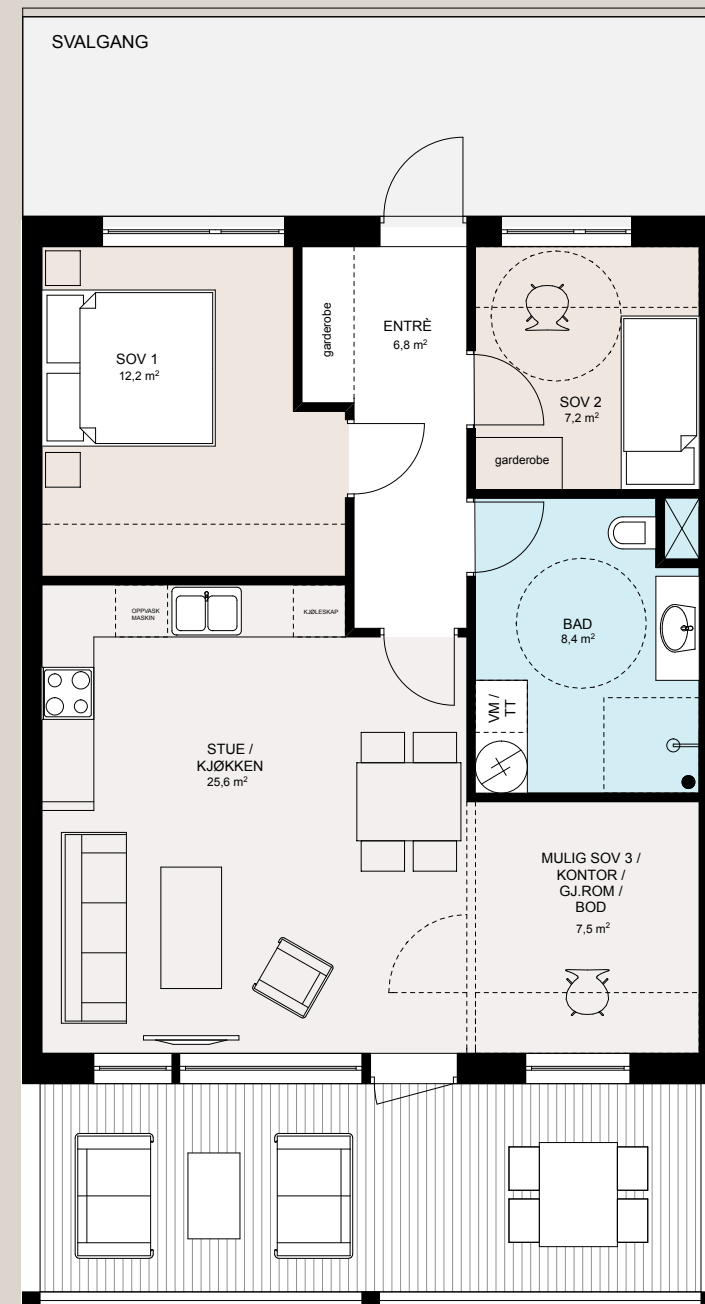 SVALGANG
garderobe
ENTRÈ
6,8 m²
SOV 1
12,2 m²
SOV 2
7,2 m²
garderobe
OPPVASK
MASKIN
KJØLESKAP
BAD
8,4 m²
VM /
TT
STUE /
KJØKKEN
25,6 m²
MULIG SOV 3 /
KONTOR /
GJ.ROM /
BOD
7,5 m²